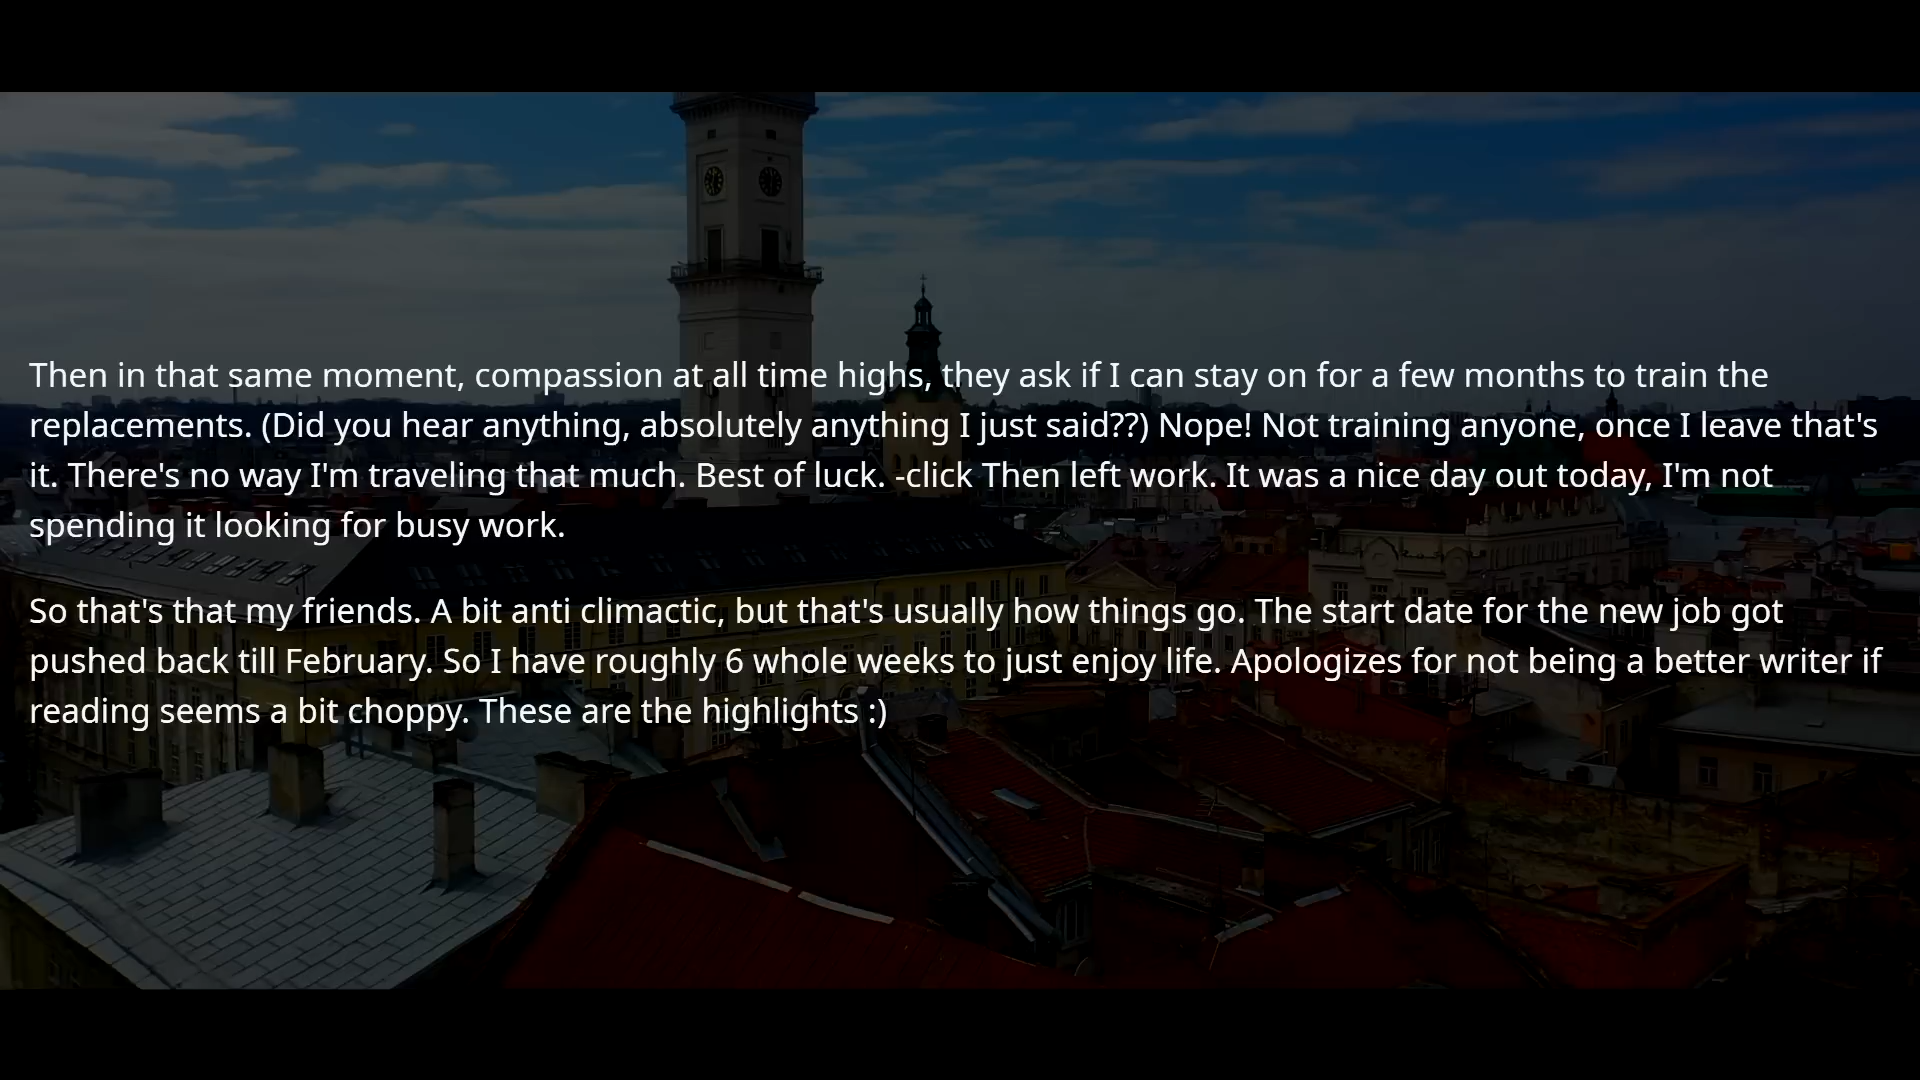 Then in that same moment, compassion at all time highs, they ask if I can stay on for a few months to train the
replacements. (Did you hear anything, absolutely anything I just said??) Nope! Not training anyone, once I leave that's
it. There's no way I'm traveling that much. Best of luck. -click Then left work. It was a nice day out today, I'm not
spending it looking for busy work.
So that's that my friends. A bit anti climactic, but that's usually how things go. The start date for the new job got
pushed back till February. So I have roughly 6 whole weeks to just enjoy life. Apologizes for not being a better writer if
reading seems a bit choppy. These are the highlights :)